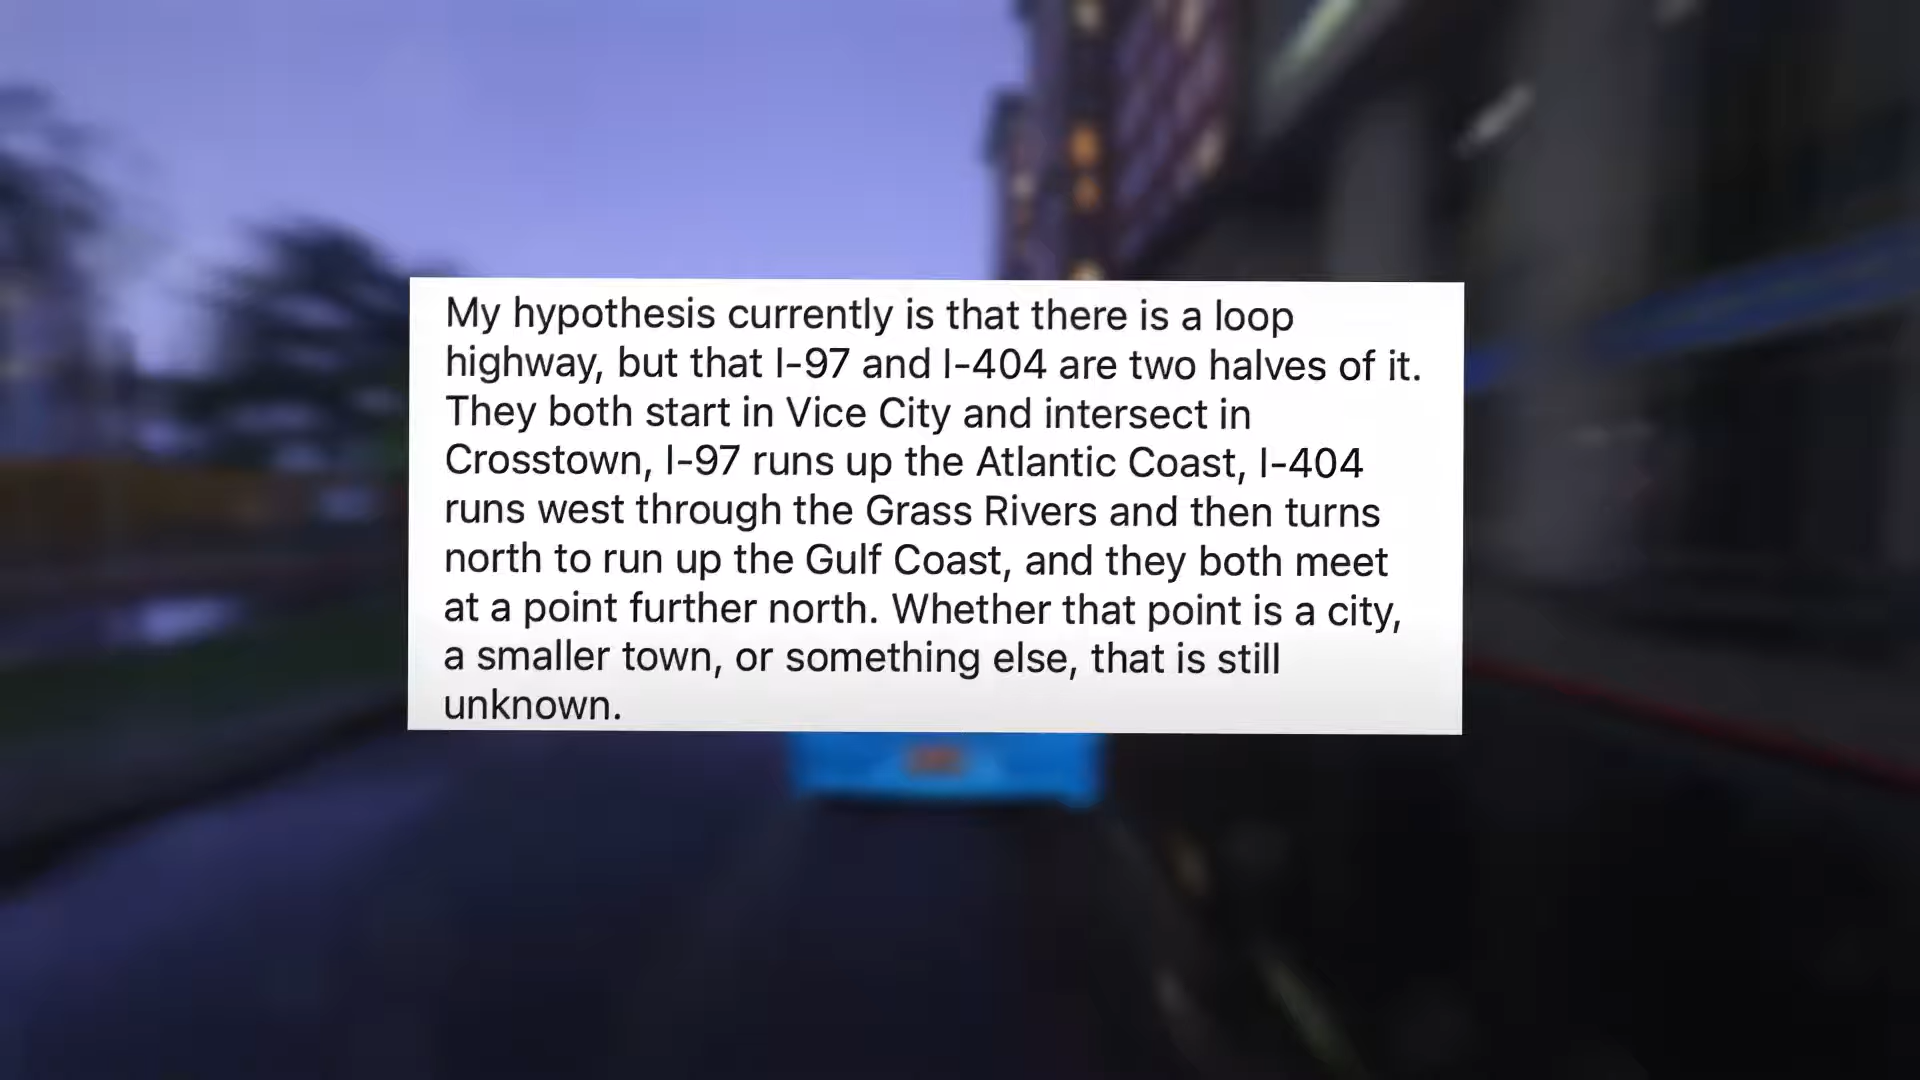 My hypothesis currently is that there is a loop
highway, but that I-97 and I-404 are two halves of it.
They both start in Vice City and intersect in
Crosstown, I-97 runs up the Atlantic Coast, I-404
runs west through the Grass Rivers and then turns
north to run up the Gulf Coast, and they both meet
at a point further north. Whether that point is a city,
a smaller town, or something else, that is still
unknown.